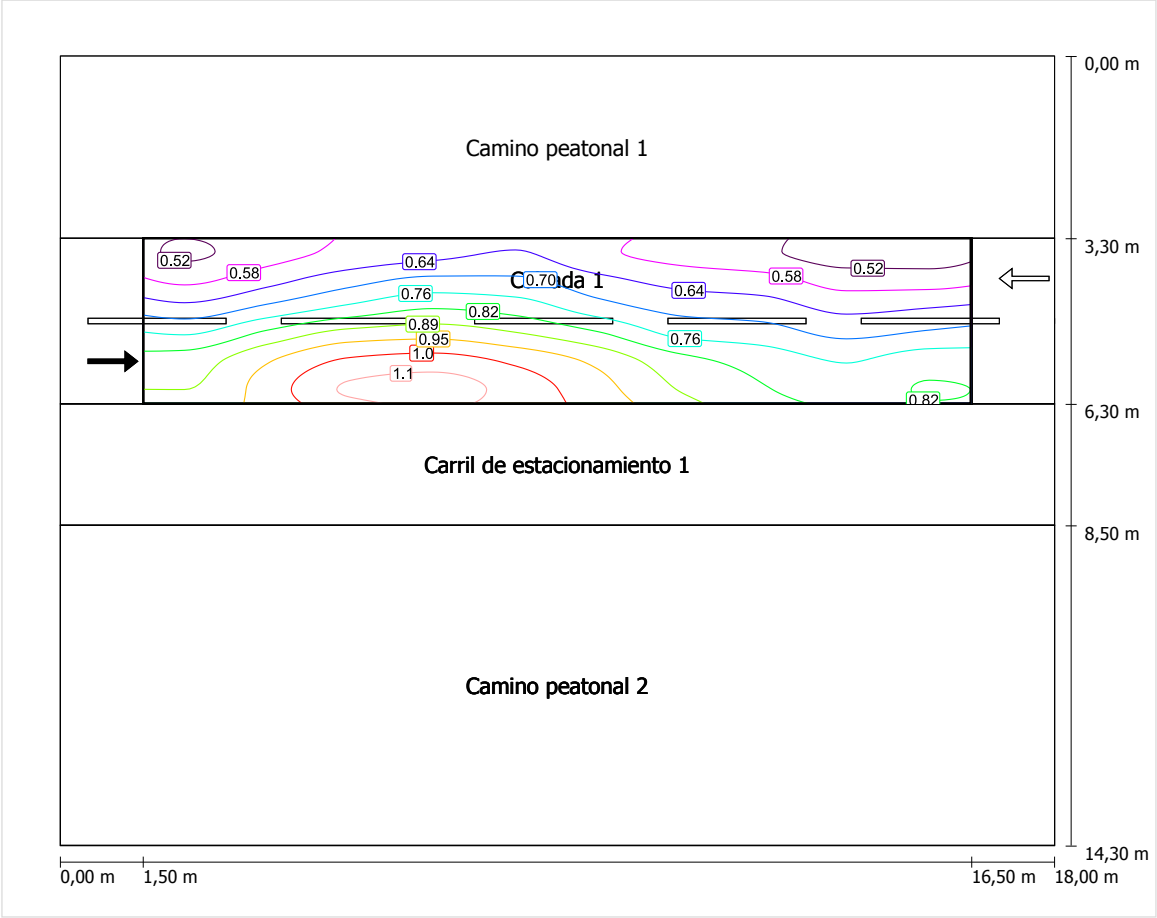 0,00 m
Camino peatonal 1
3,30 m
0.52
0.58
0.64
0.70
0.52
0.58
0.76
0.64
0.82
0.89
0.76
0.95
1.0
1.1
0.82
6,30 m
Carril de estacionamiento 1
8,50 m
Camino peatonal 2
14,30 m
0,00 m
1,50 m
16,50 m
18,00 m